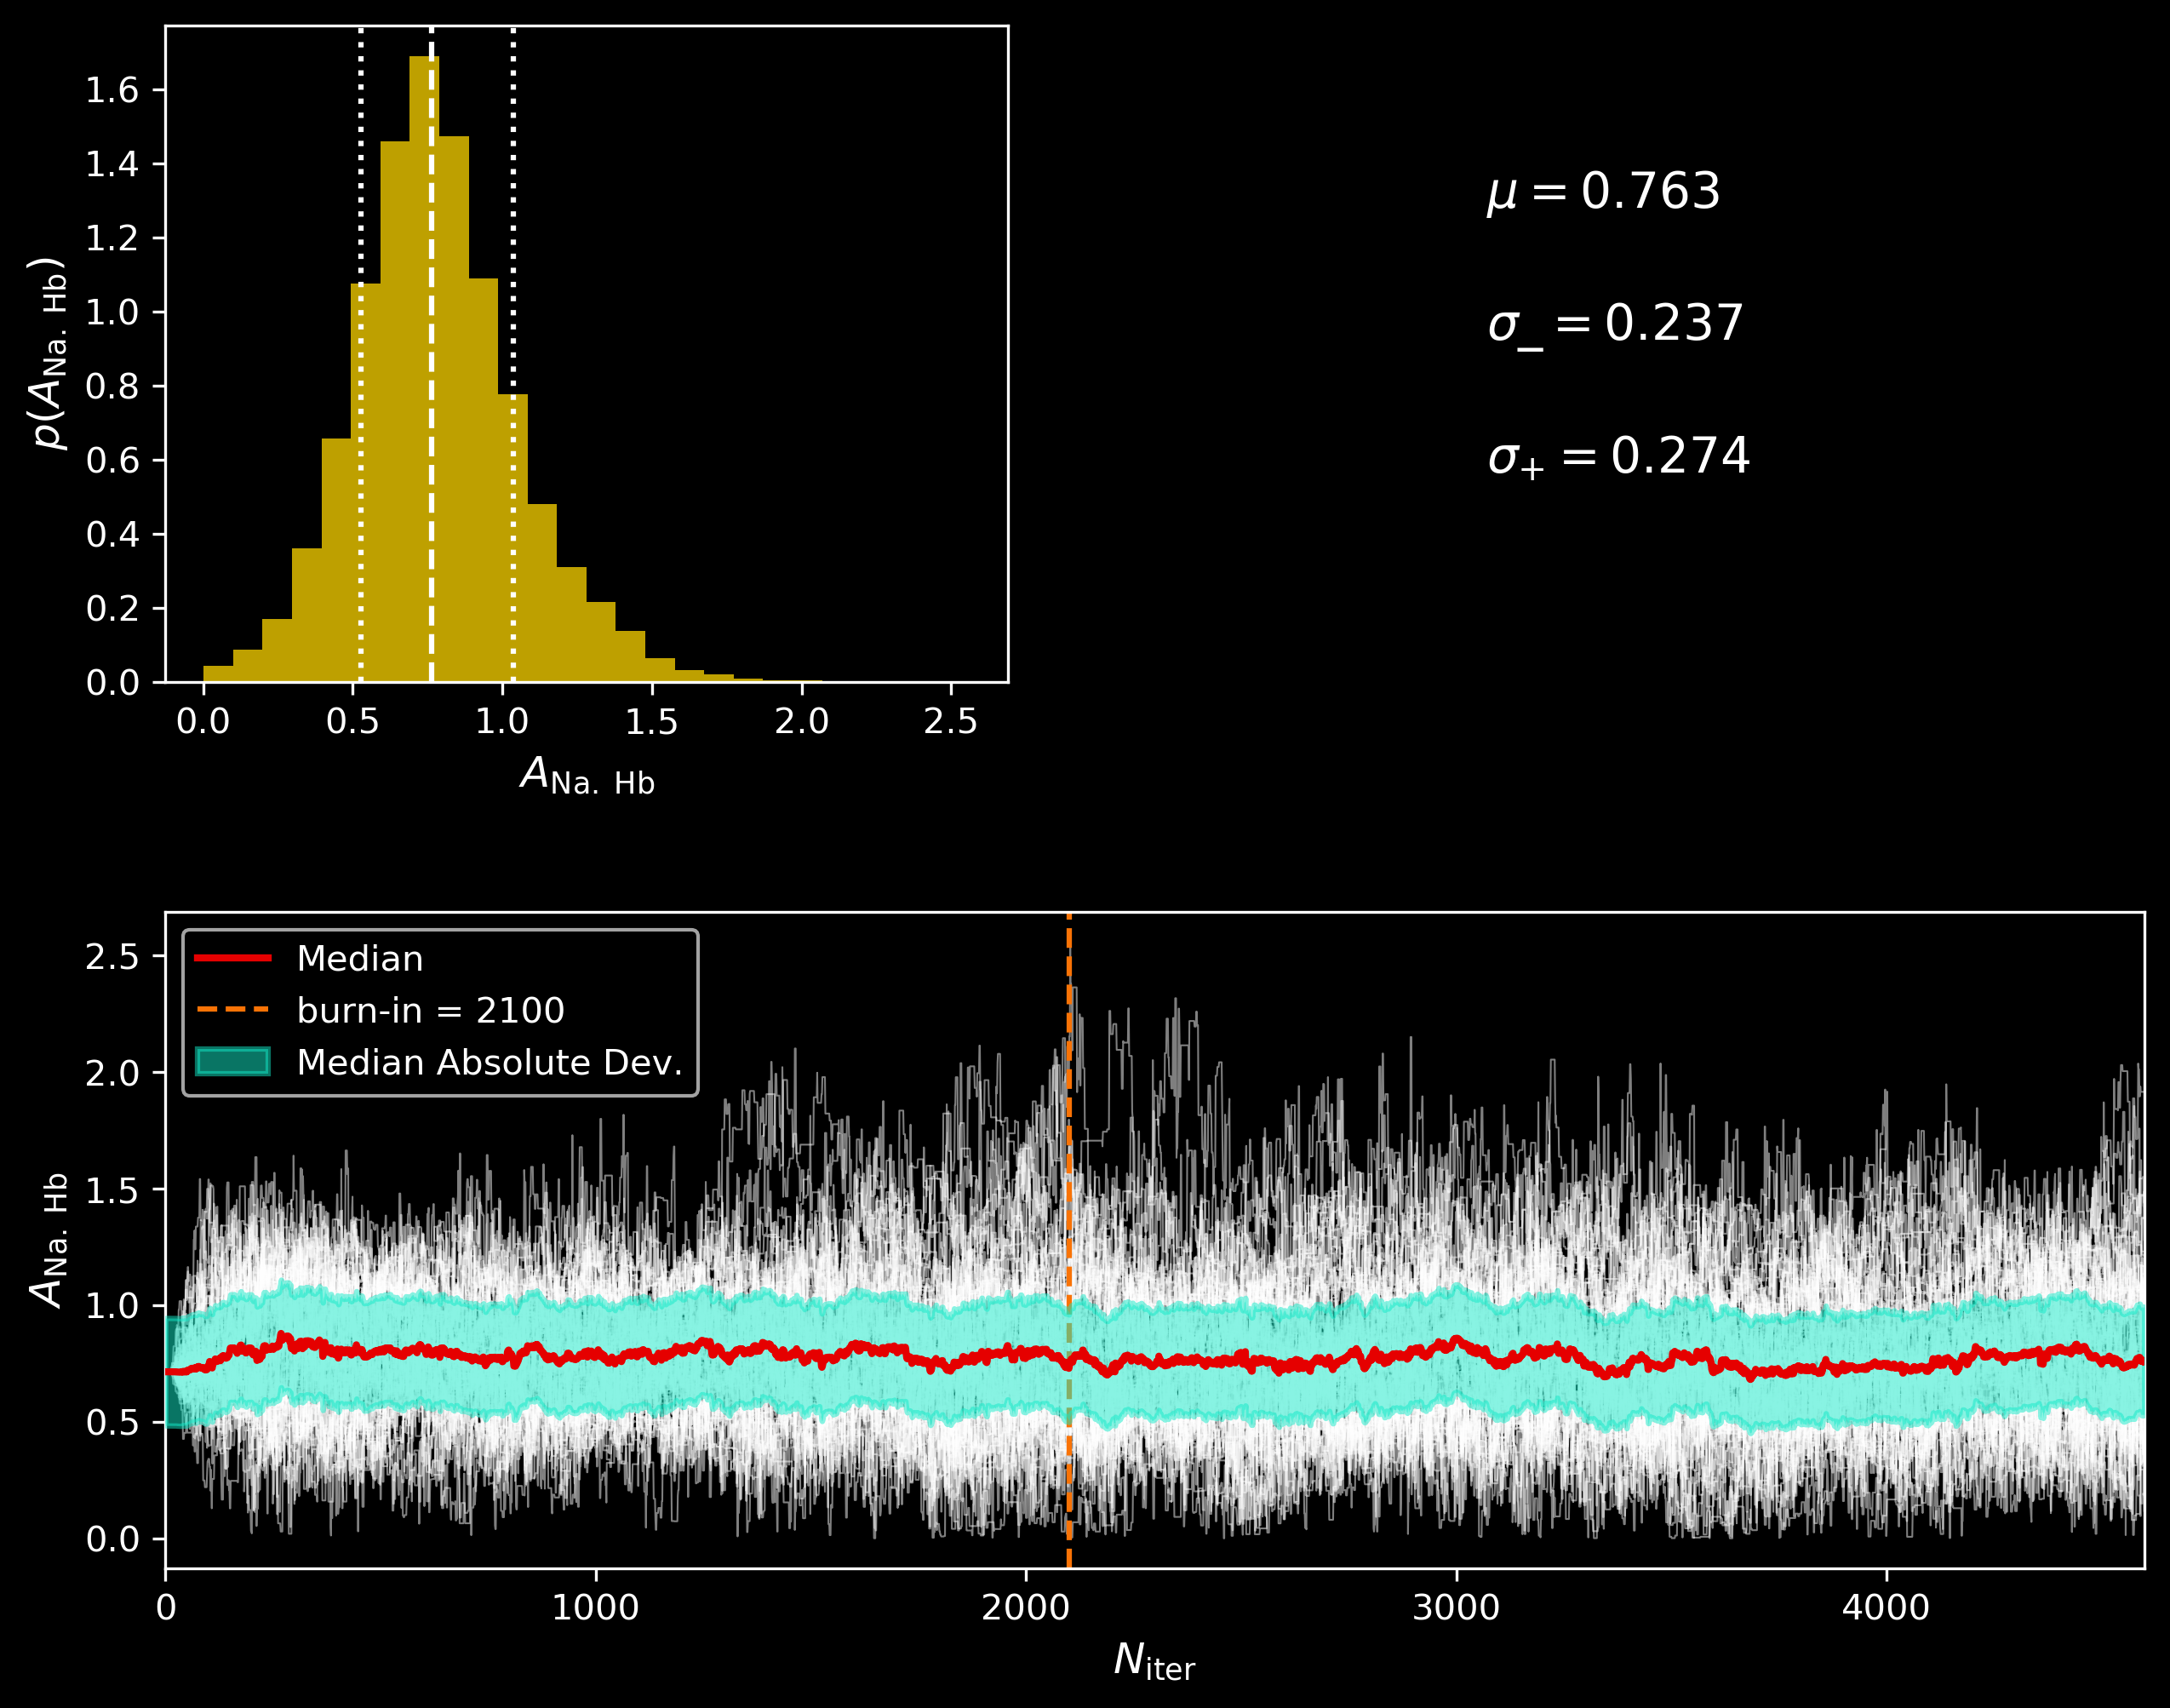 1.6
1.4
1.2
1.0
0.8
0.6
0.4
0.2
0.0
p(A_Na. Hb)
0.0 0.5 1.0 1.5 2.0 2.5
A_Na. Hb
μ = 0.763
σ_− = 0.237
σ_+ = 0.274
2.5
2.0
1.5
1.0
0.5
0.0
A_Na. Hb
Median
burn-in = 2100
Median Absolute Dev.
0 1000 2000 3000 4000
N_iter